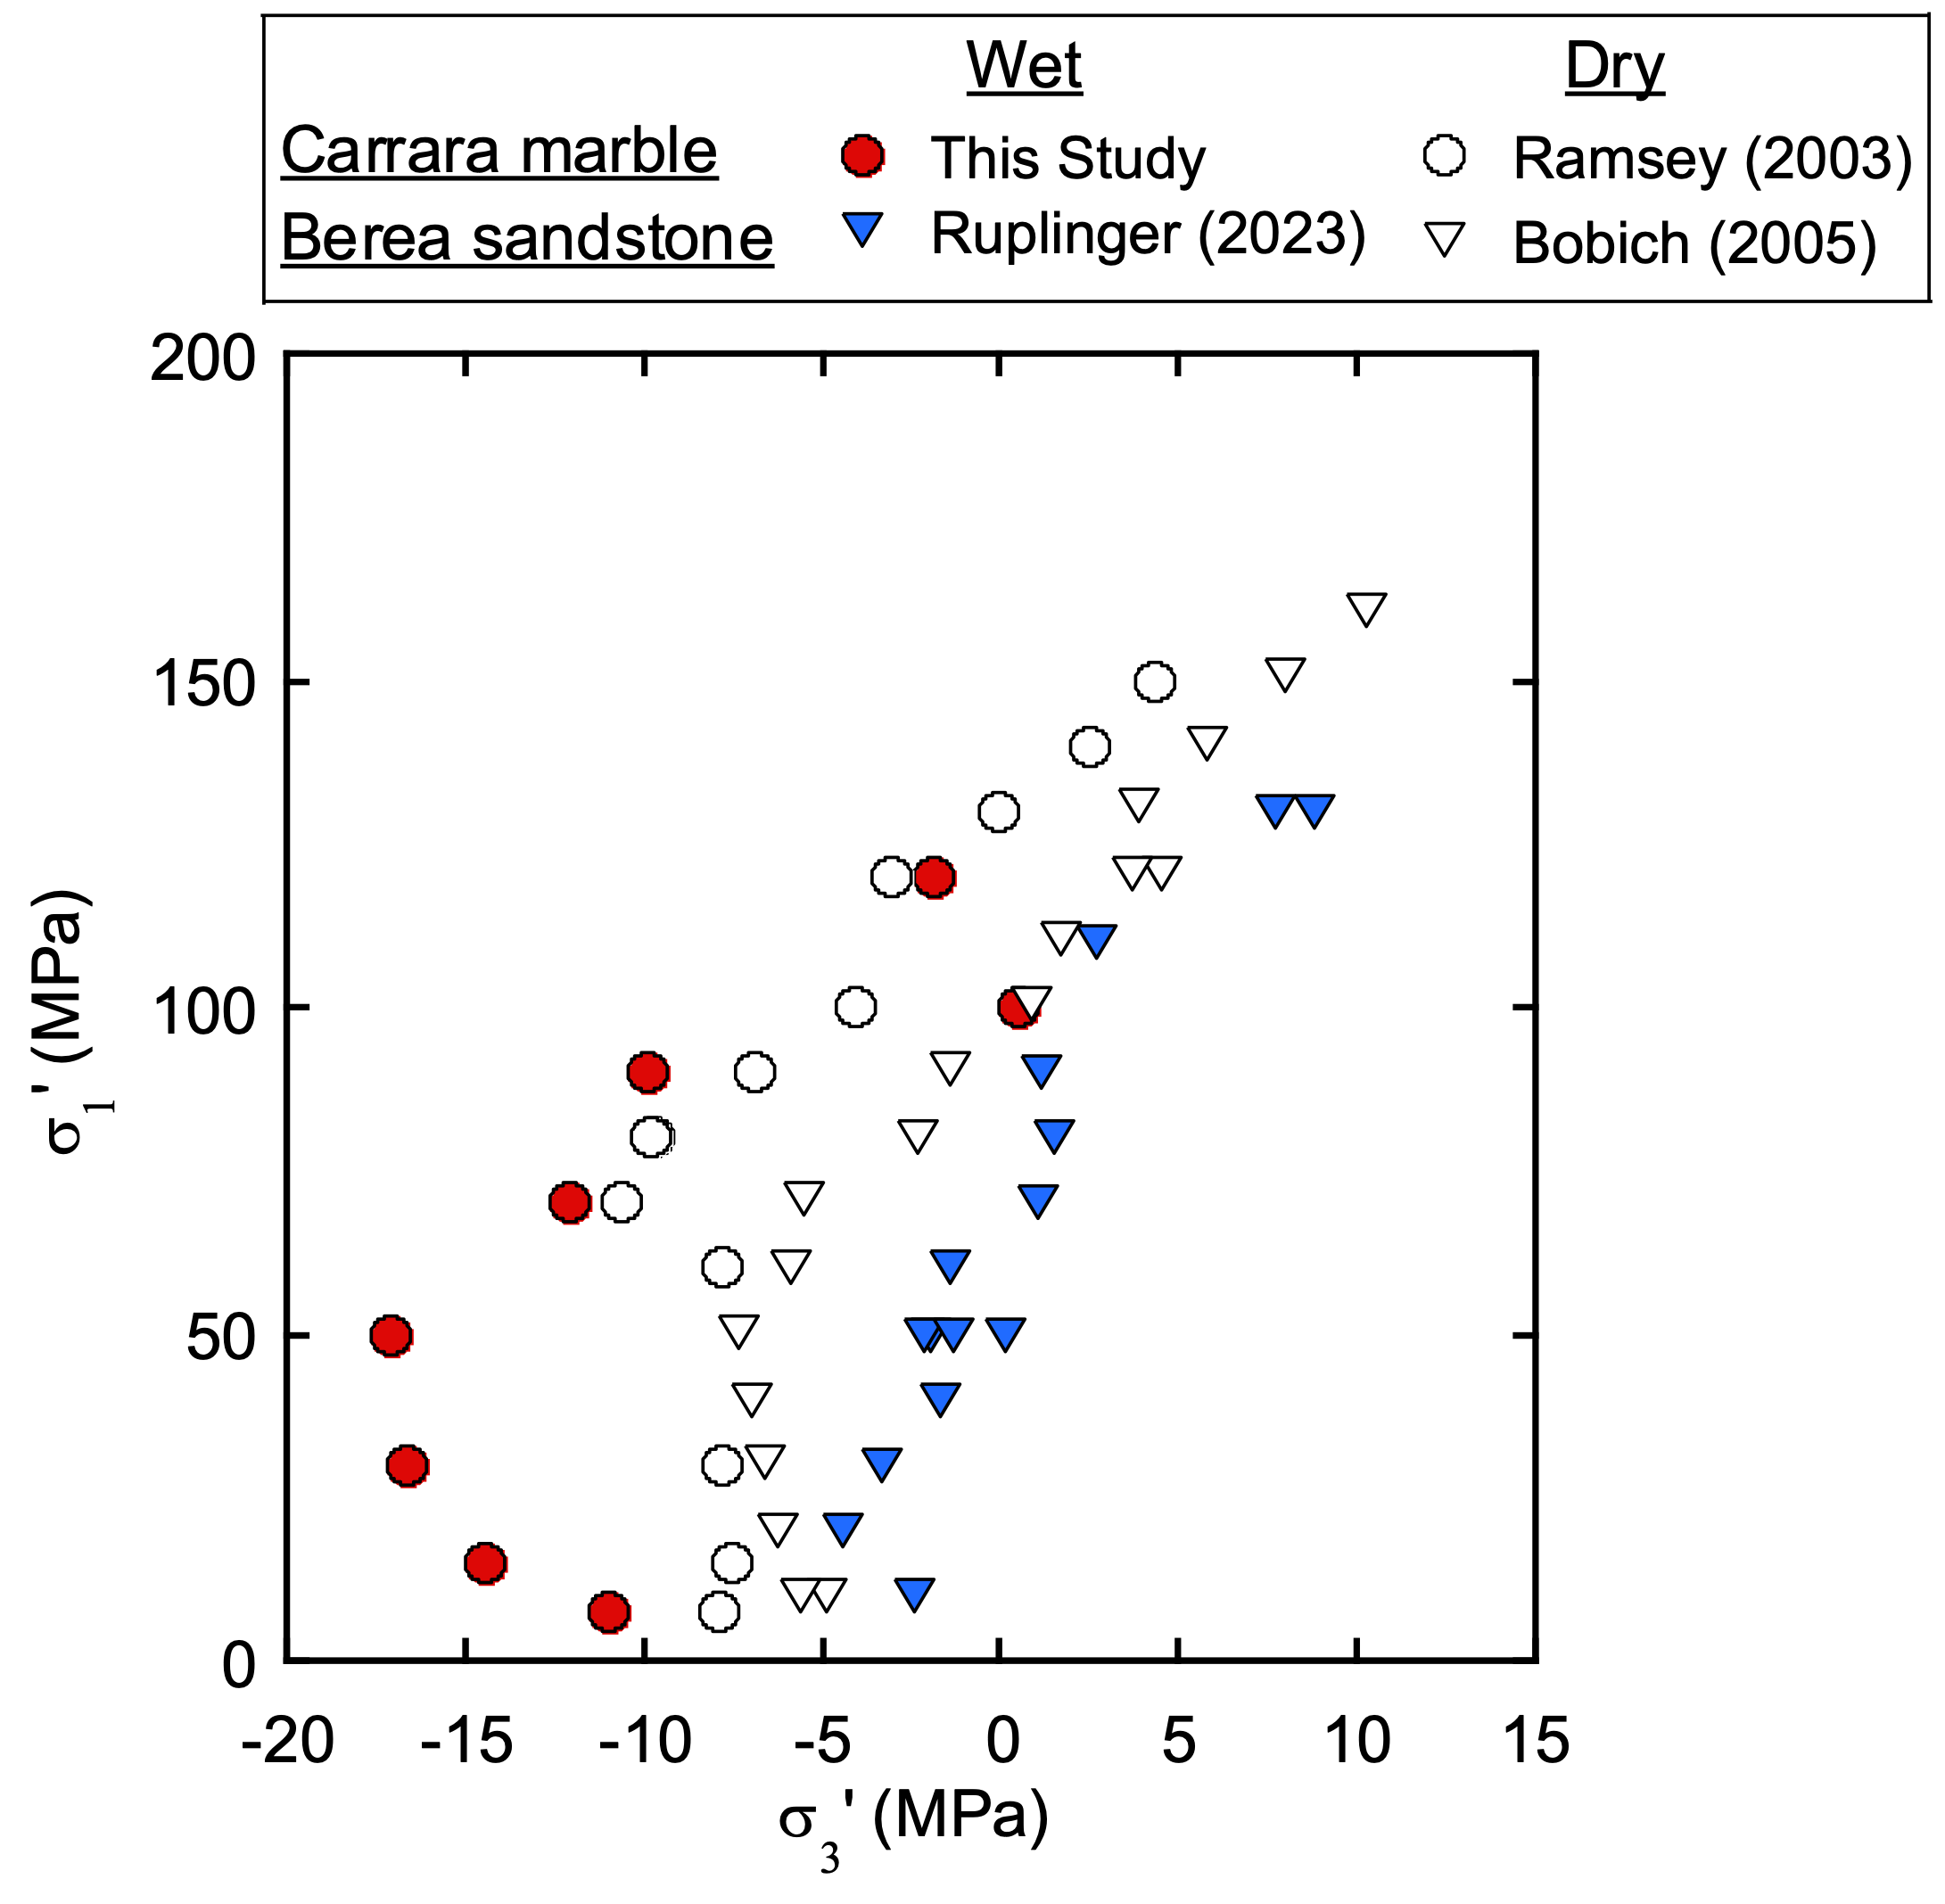 Wet Dry
Carrara marble This Study Ramsey (2003)
Berea sandstone Ruplinger (2023) Bobich (2005)
200
150
100
50
0
σ1' (MPa)
-20 -15 -10 -5 0 5 10 15
σ3' (MPa)